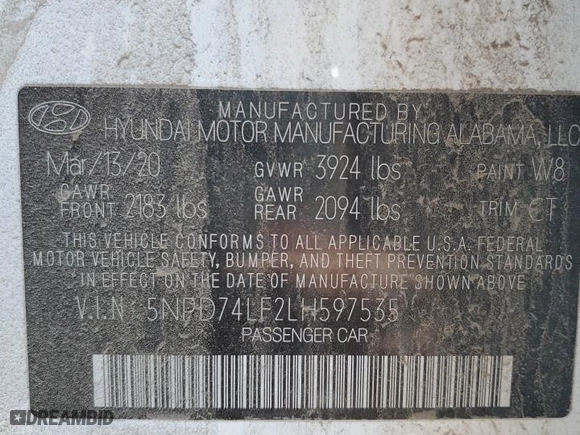 MANUFACTURED BY
HYUNDAI MOTOR MANUFACTURING ALABAMA, LLC
Mar/13/20 GVWR 3924 lbs PAINT W8
GAWR FRONT 2183 lbs GAWR REAR 2094 lbs TRIM CT
THIS VEHICLE CONFORMS TO ALL APPLICABLE U.S.A. FEDERAL
MOTOR VEHICLE SAFETY, BUMPER, AND THEFT PREVENTION STANDARDS
IN EFFECT ON THE DATE OF MANUFACTURE SHOWN ABOVE
V.I.N 5NPD74LF2LH597535
PASSENGER CAR
DREAMBID